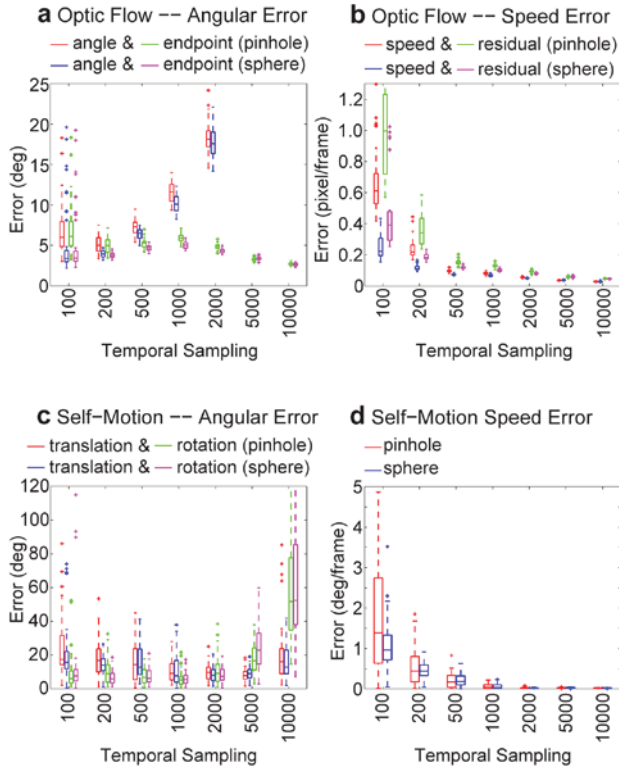 a Optic Flow -- Angular Error
angle & endpoint (pinhole)
angle & endpoint (sphere)
25
20
15
10
5
0
Error (deg)
100
200
500
1000
2000
5000
10000
Temporal Sampling
b Optic Flow -- Speed Error
speed & residual (pinhole)
speed & residual (sphere)
1.2
1.0
0.8
0.6
0.4
0.2
0
Error (pixel/frame)
100
200
500
1000
2000
5000
10000
Temporal Sampling
c Self-Motion -- Angular Error
translation & rotation (pinhole)
translation & rotation (sphere)
120
100
80
60
40
20
0
Error (deg)
100
200
500
1000
2000
5000
10000
Temporal Sampling
d Self-Motion Speed Error
pinhole
sphere
5
4
3
2
1
0
Error (deg/frame)
100
200
500
1000
2000
5000
10000
Temporal Sampling